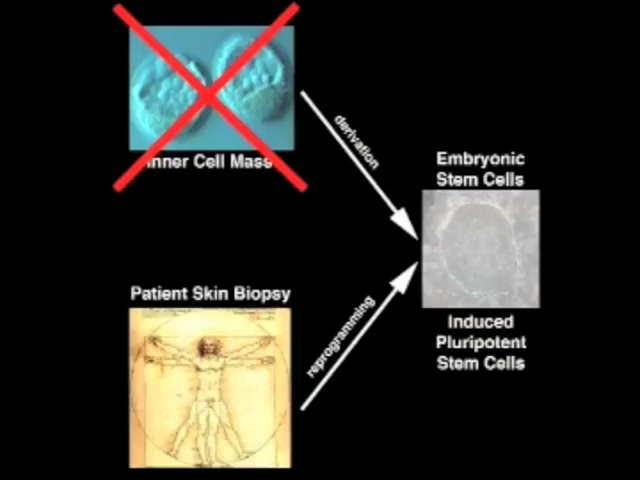 Inner Cell Mass
derivation
Embryonic
Stem Cells
Patient Skin Biopsy
reprogramming
Induced
Pluripotent
Stem Cells